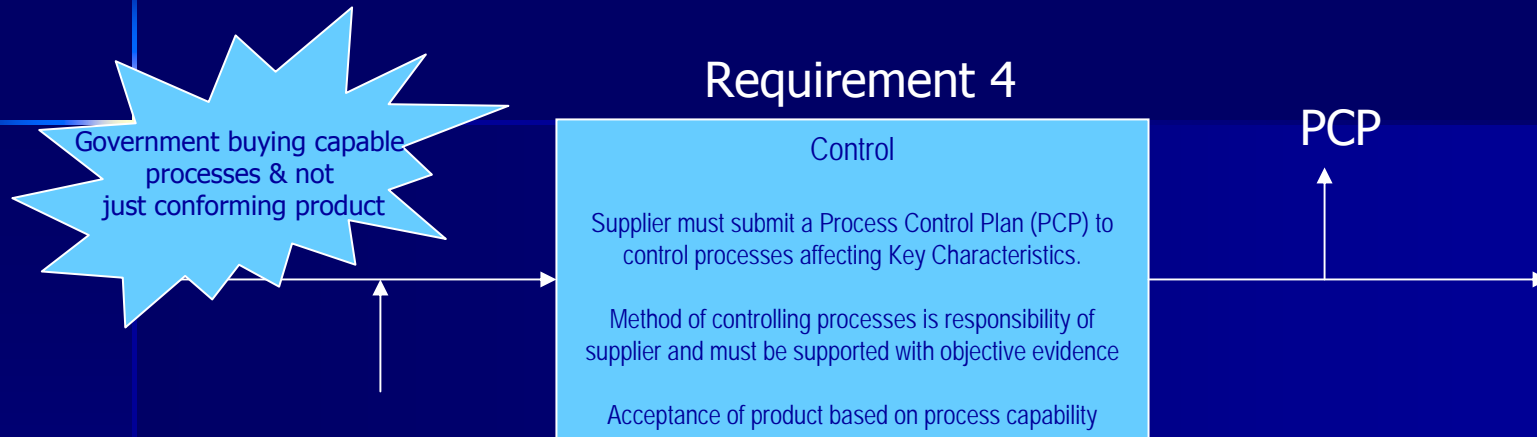 Requirement 4
Government buying capable
processes & not
just conforming product
Control
Supplier must submit a Process Control Plan (PCP) to
control processes affecting Key Characteristics.
Method of controlling processes is responsibility of
supplier and must be supported with objective evidence
Acceptance of product based on process capability
PCP